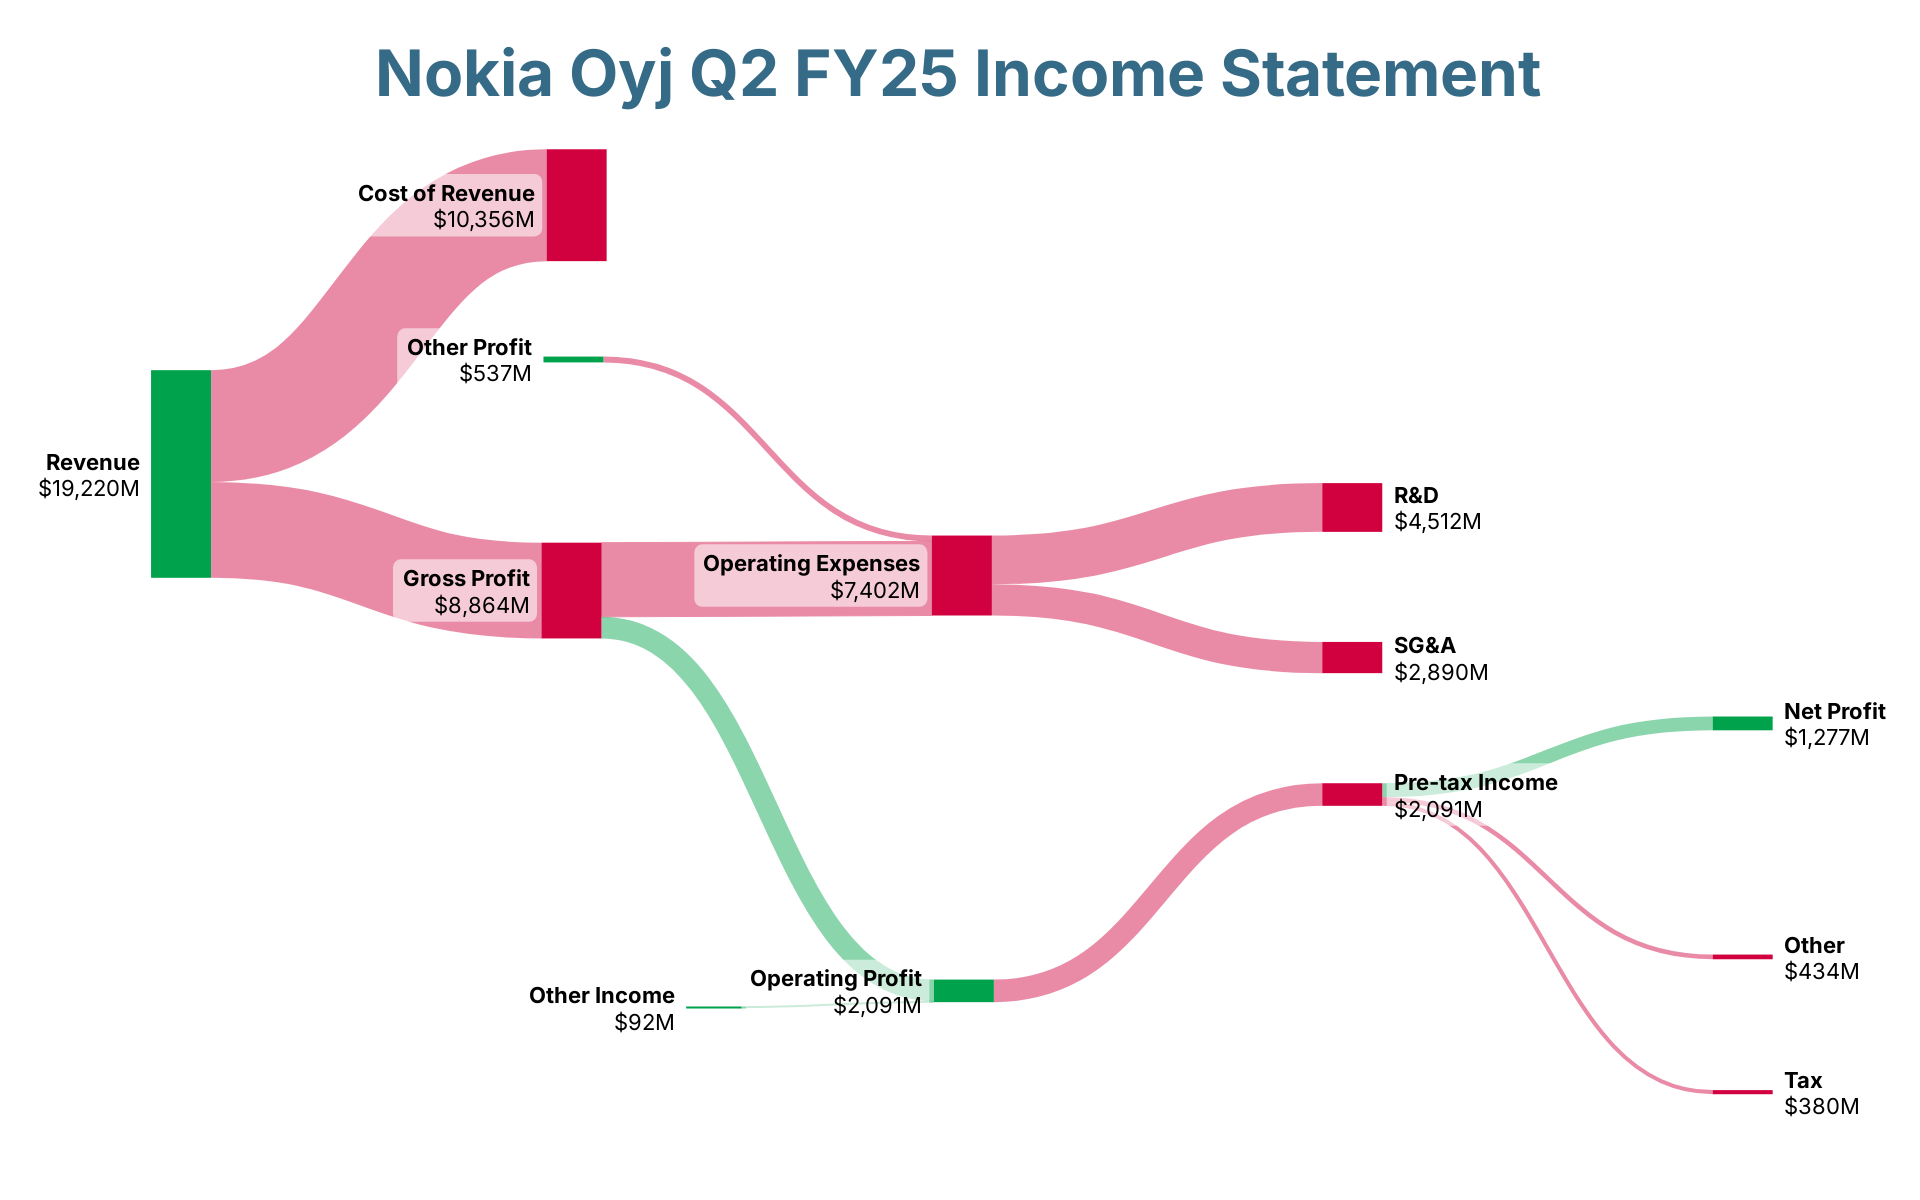 Nokia Oyj Q2 FY25 Income Statement
Cost of Revenue
$10,356M
Other Profit
$537M
Revenue
$19,220M
Gross Profit
$8,864M
Operating Expenses
$7,402M
R&D
$4,512M
SG&A
$2,890M
Net Profit
$1,277M
Pre-tax Income
$2,091M
Operating Profit
$2,091M
Other Income
$92M
Other
$434M
Tax
$380M